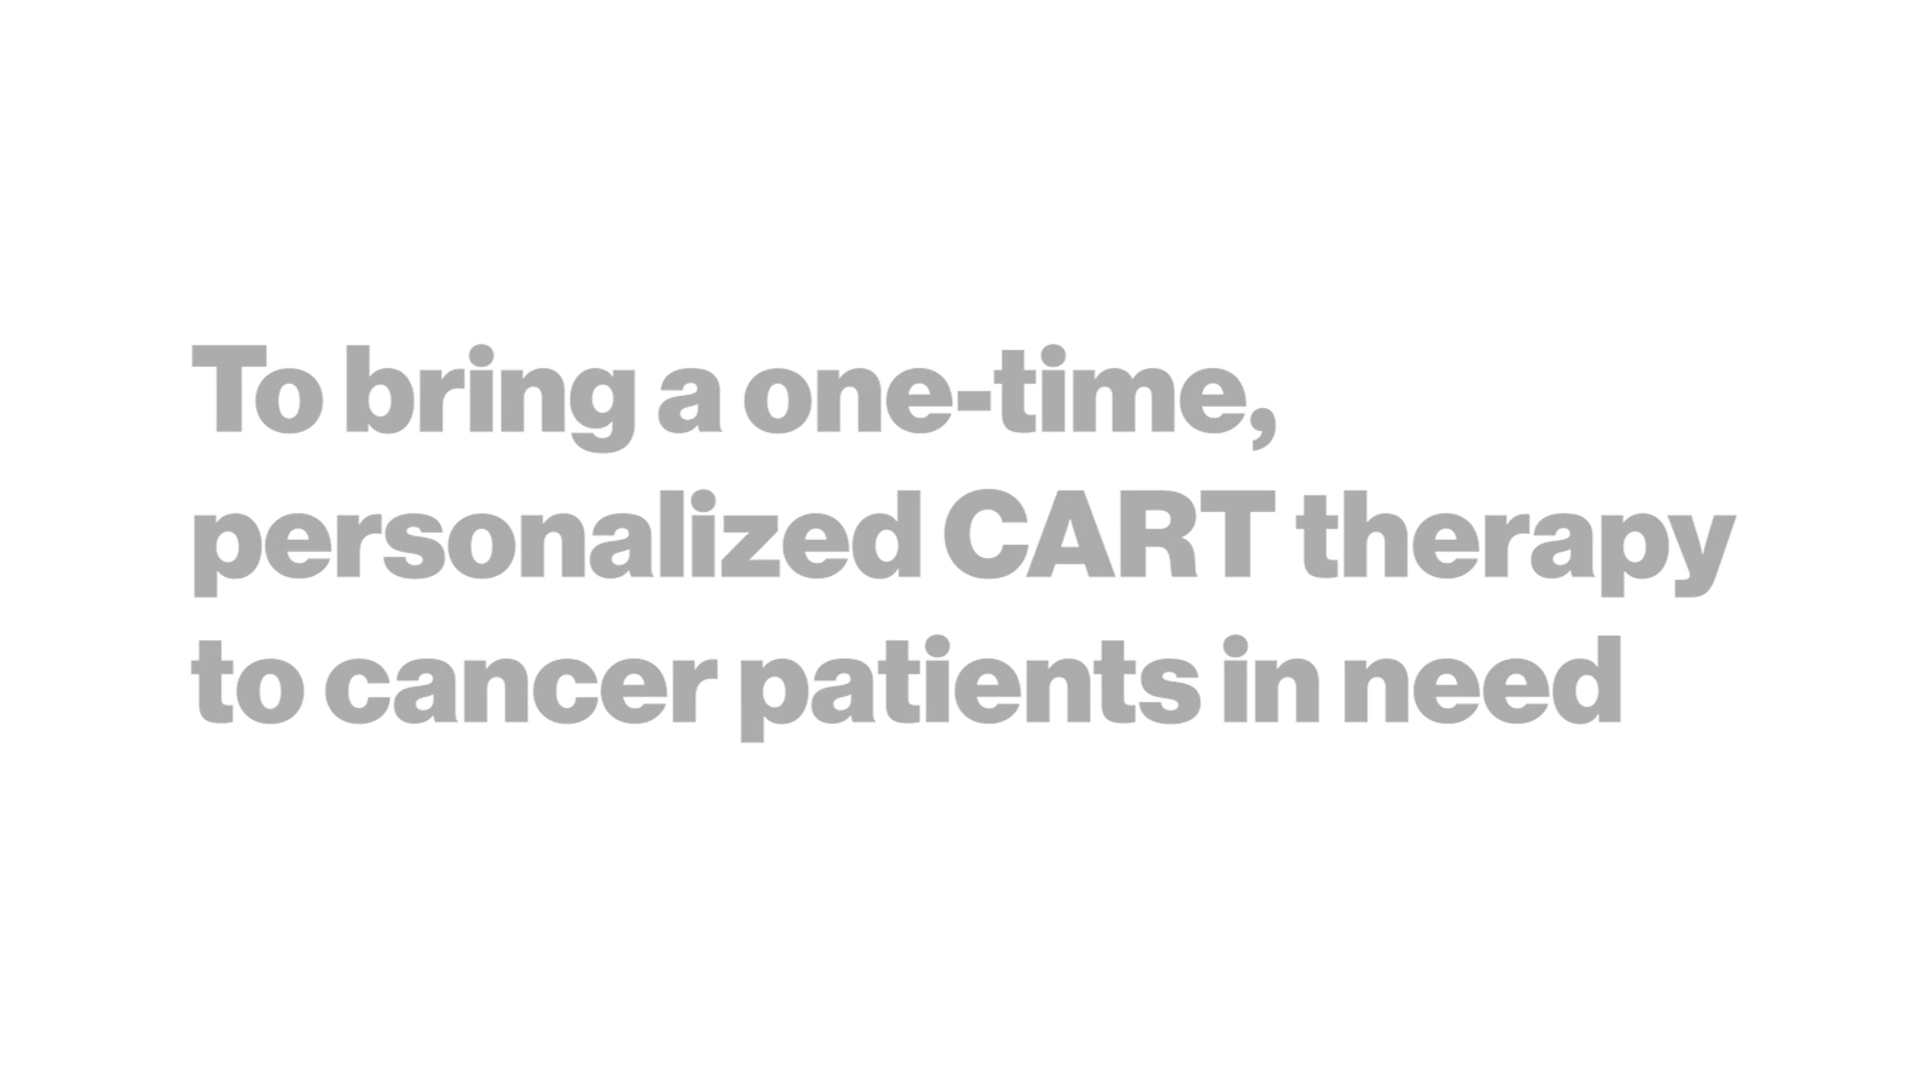 To bring a one-time,
personalized CART therapy
to cancer patients in need